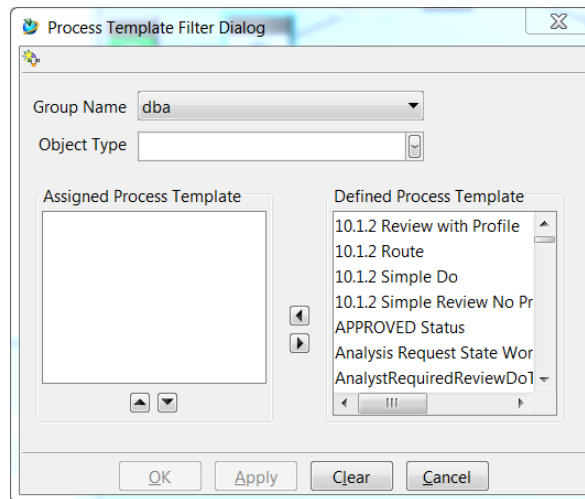 Process Template Filter Dialog
Group Name dba
Object Type
Assigned Process Template
Defined Process Template
10.1.2 Review with Profile
10.1.2 Route
10.1.2 Simple Do
10.1.2 Simple Review No Pr
APPROVED Status
Analysis Request State Wor
AnalystRequiredReviewDoT
OK Apply Clear Cancel